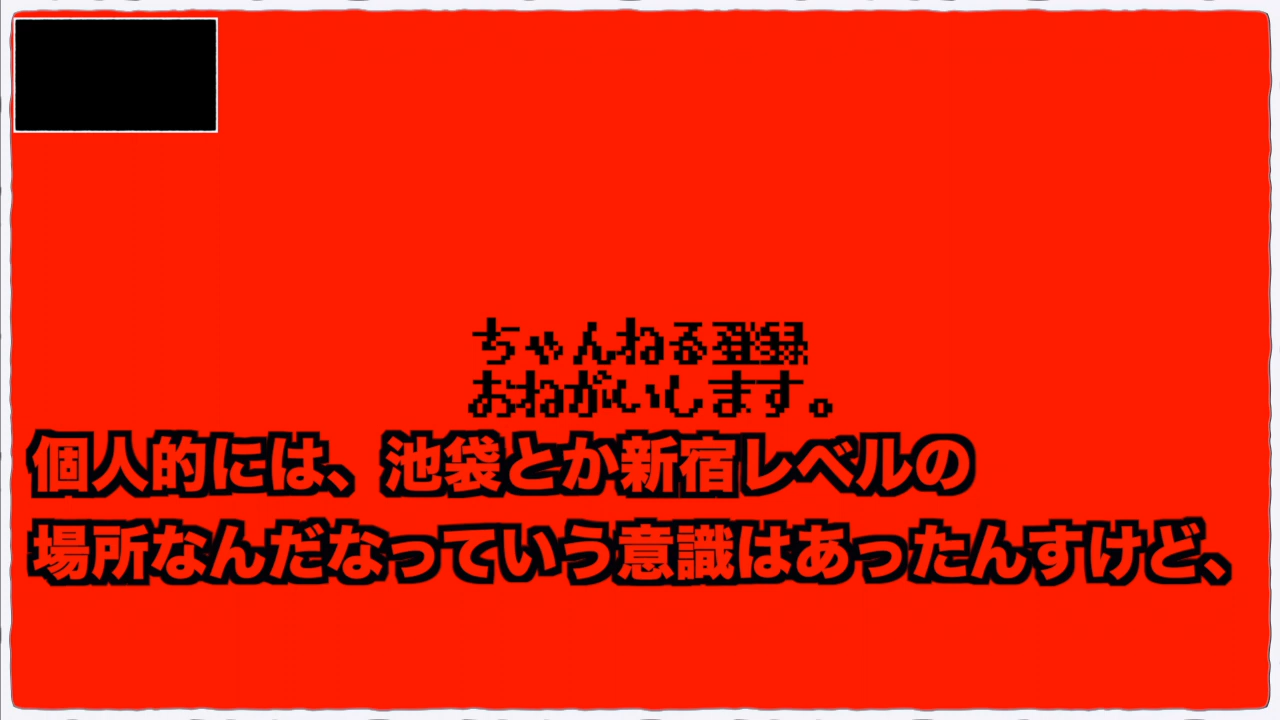 ちゃんねる登録
おねがいします。
個人的には、池袋とか新宿レベルの
場所なんだなっていう意識はあったんすけど、